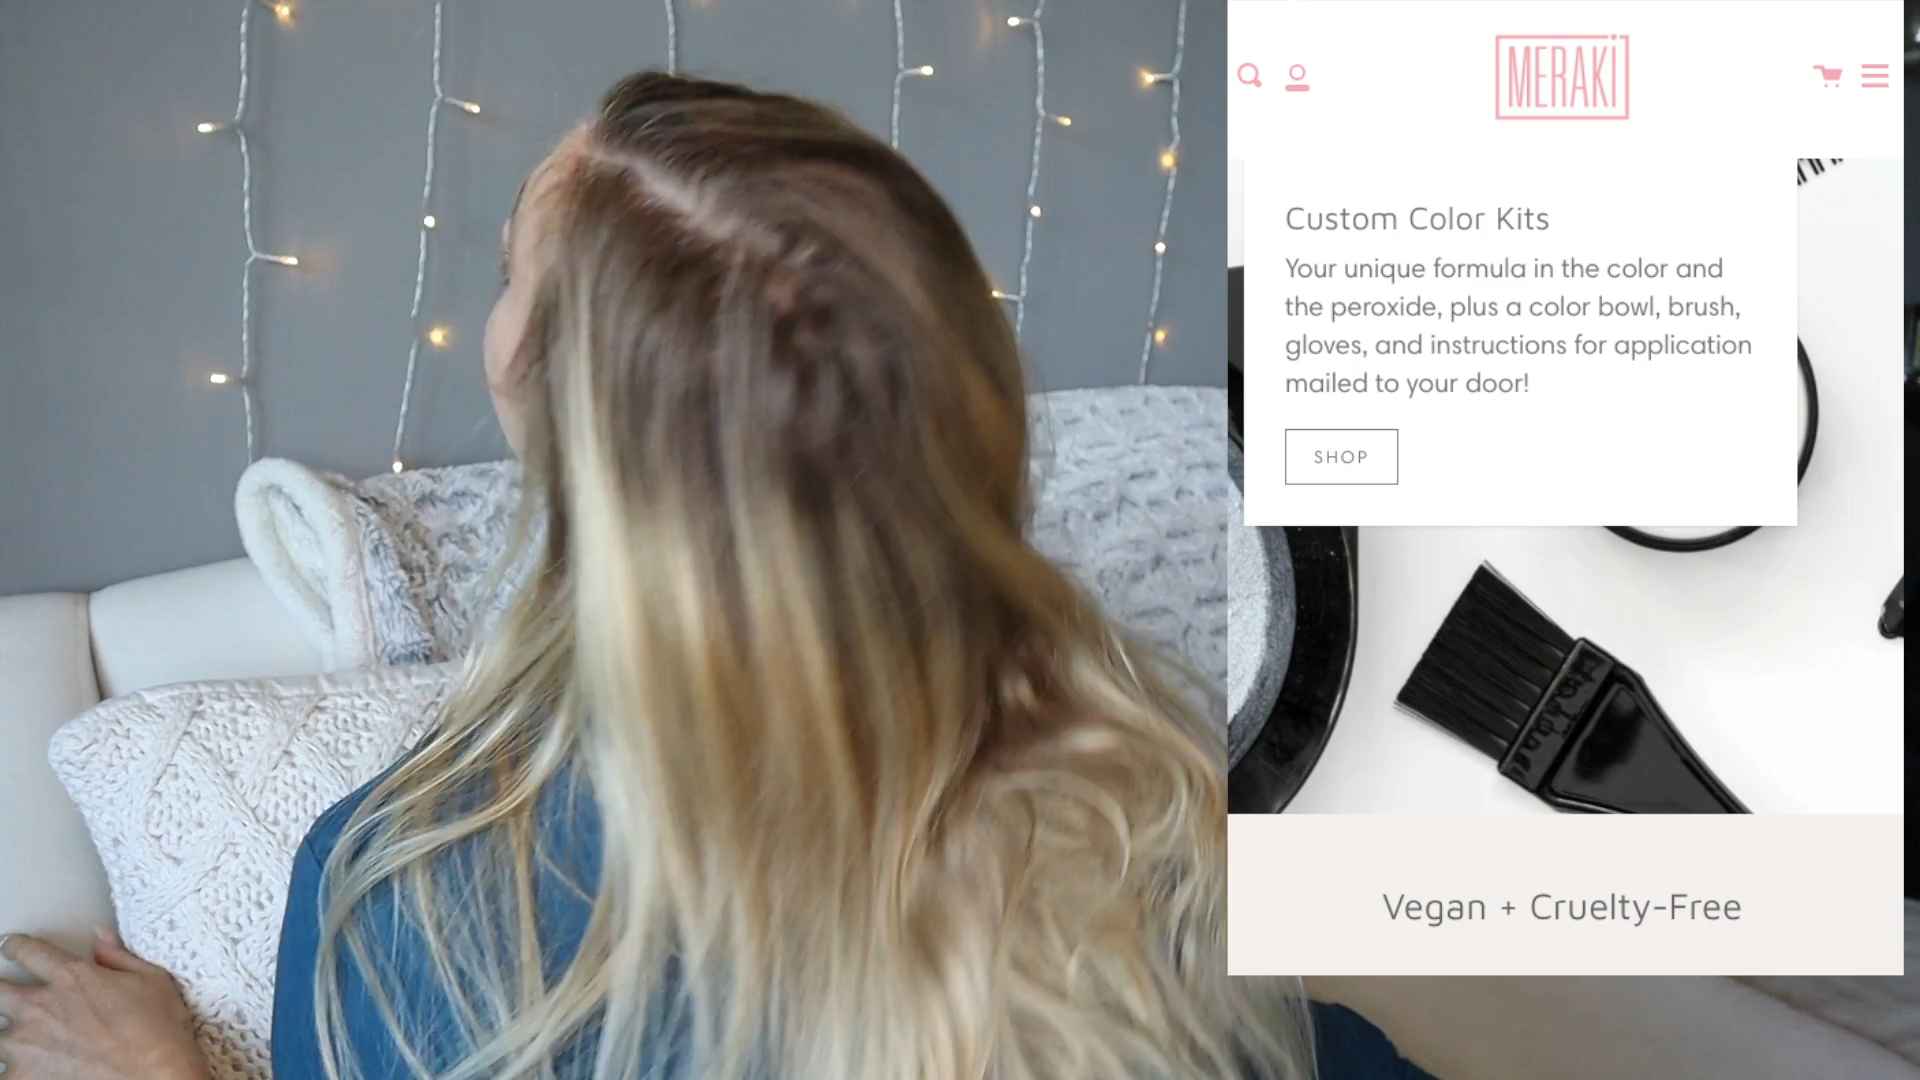 MERAKI
Custom Color Kits
Your unique formula in the color and
the peroxide, plus a color bowl, brush,
gloves, and instructions for application
mailed to your door!
SHOP
Vegan + Cruelty-Free